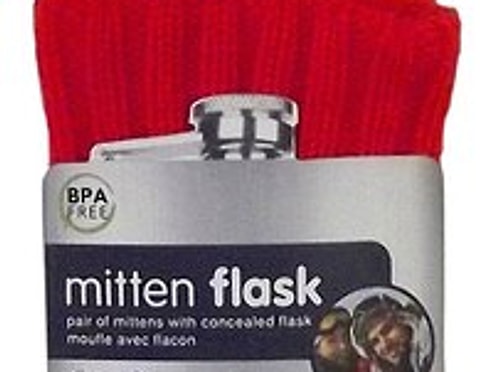 BPA
FREE
mitten flask
pair of mittens with concealed flask
moufle avec flacon